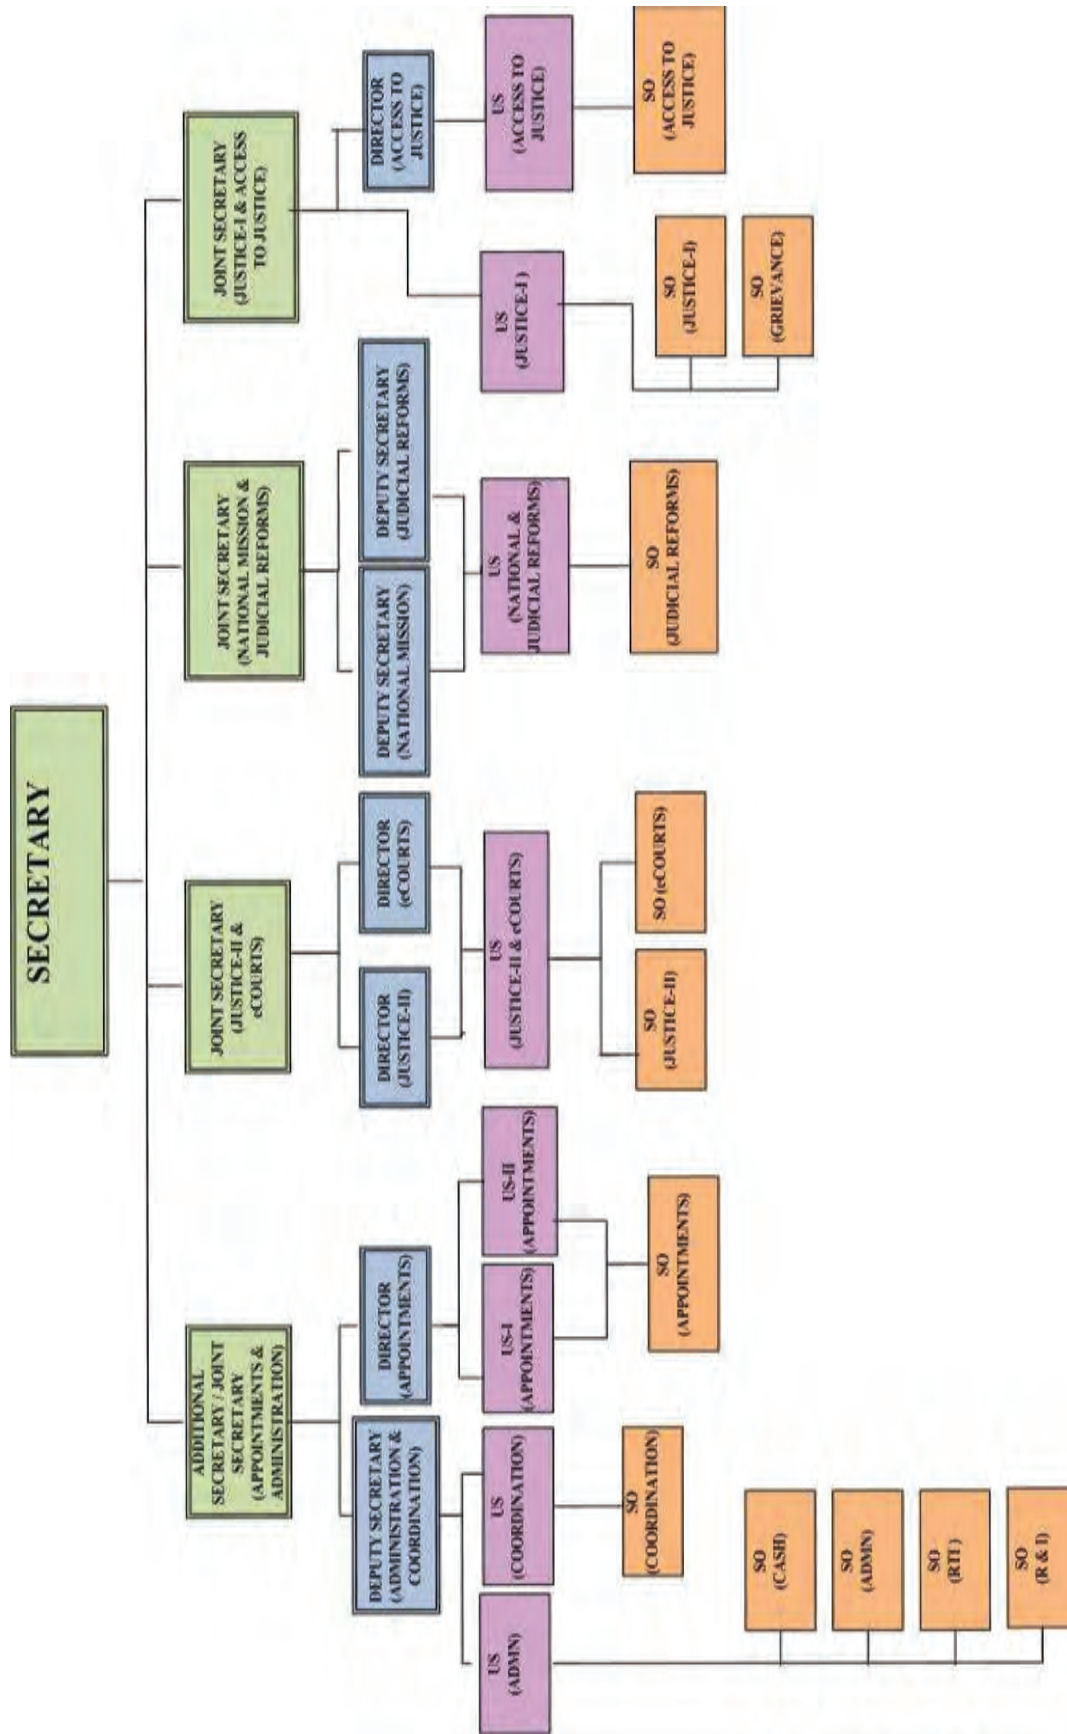 SECRETARY
ADDITIONAL
SECRETARY / JOINT
SECRETARY
(APPOINTMENTS &
ADMINISTRATION)
JOINT SECRETARY
(JUSTICE-II &
eCOURTS)
JOINT SECRETARY
(NATIONAL MISSION &
JUDICIAL REFORMS)
JOINT SECRETARY
(JUSTICE-I & ACCESS
TO JUSTICE)
DEPUTY SECRETARY
(ADMINISTRATION &
COORDINATION)
DIRECTOR
(APPOINTMENTS)
DIRECTOR
(JUSTICE-II)
DIRECTOR
(eCOURTS)
DEPUTY SECRETARY
(NATIONAL MISSION)
DEPUTY SECRETARY
(JUDICIAL REFORMS)
DIRECTOR
(ACCESS TO
JUSTICE)
US
(ADMN)
US
(COORDINATION)
US-I
(APPOINTMENTS)
US-II
(APPOINTMENTS)
US
(JUSTICE-II & eCOURTS)
US
(NATIONAL &
JUDICIAL REFORMS)
US
(JUSTICE-I )
US
(ACCESS TO
JUSTICE)
SO
(COORDINATION)
SO
(APPOINTMENTS)
SO
(JUSTICE-II)
SO (eCOURTS)
SO
(JUDICIAL REFORMS)
SO
(JUSTICE-I)
SO
(GRIEVANCE)
SO
(ACCESS TO
JUSTICE)
SO
(CASH)
SO
(ADMN)
SO
(RTI)
SO
(R & I)